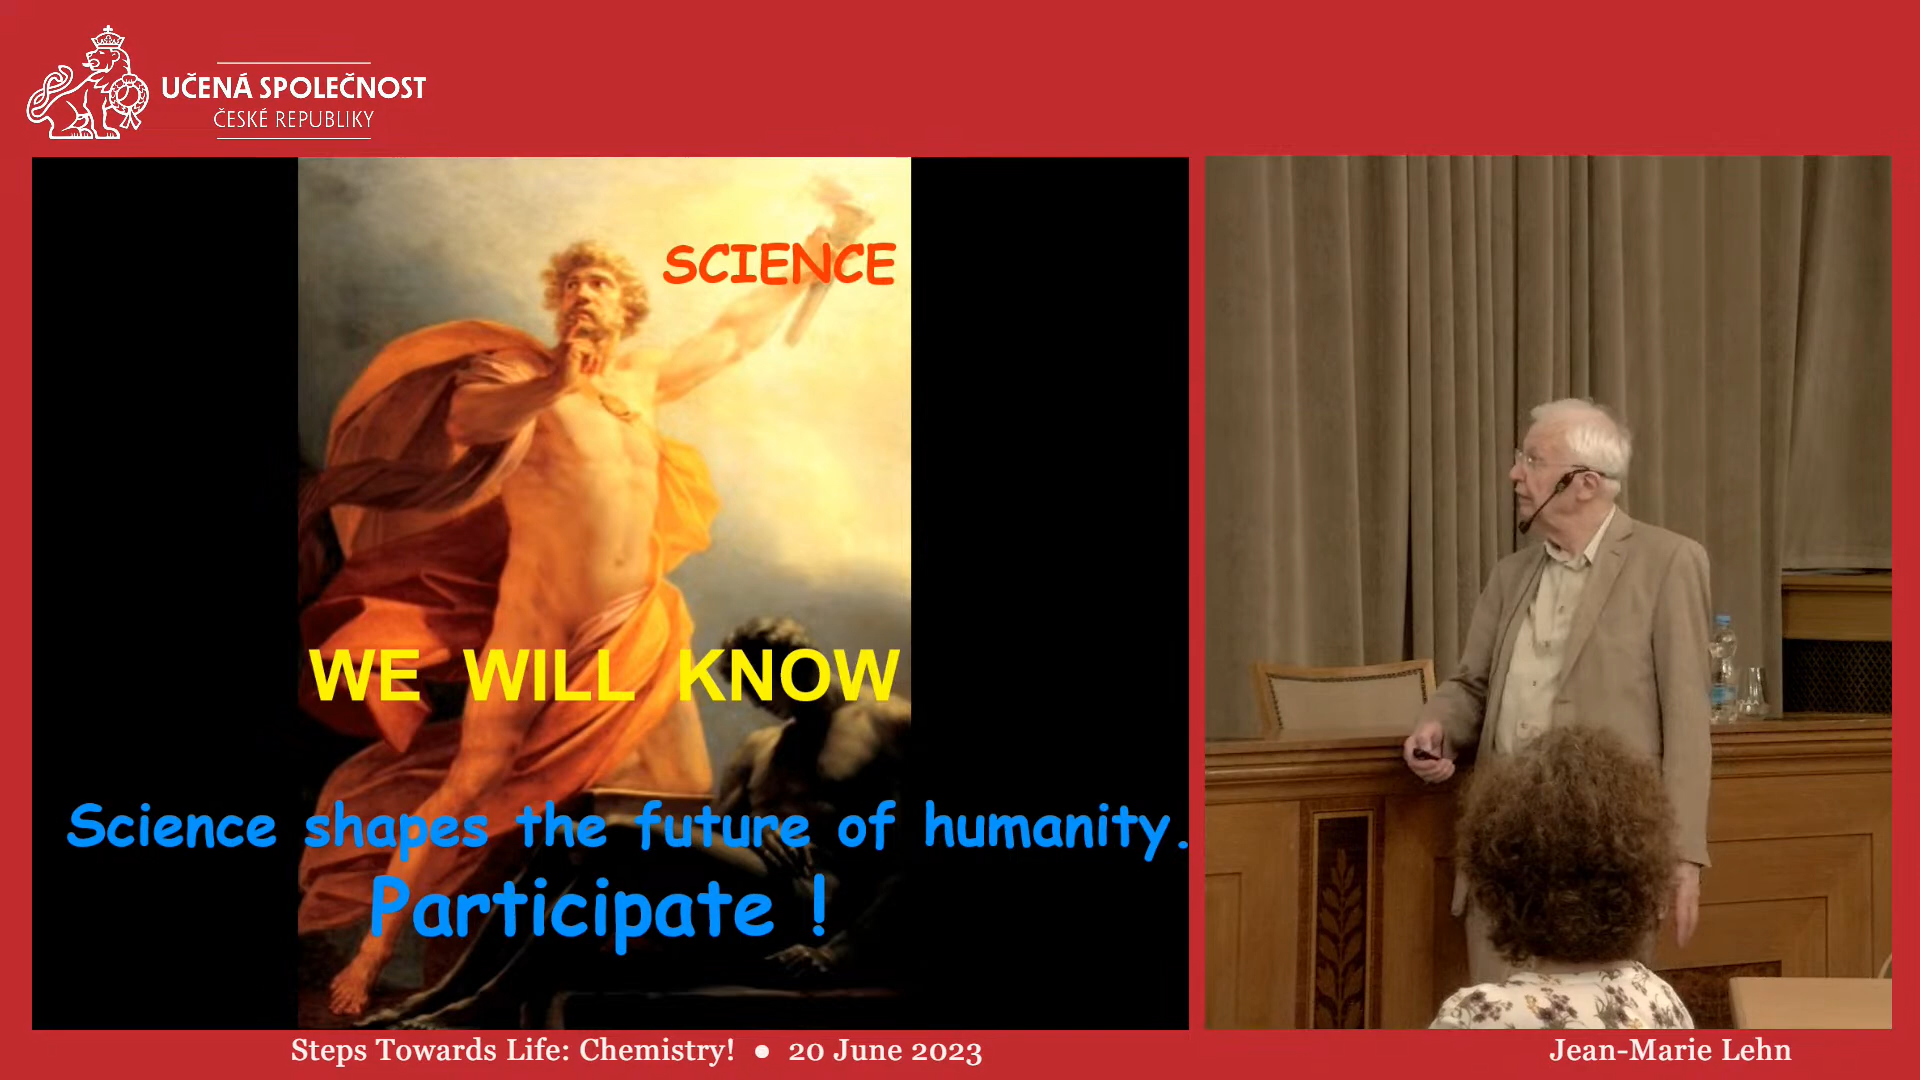 UČENÁ SPOLEČNOST
ČESKÉ REPUBLIKY
SCIENCE
WE WILL KNOW
Science shapes the future of humanity.
Participate !
Steps Towards Life: Chemistry! ● 20 June 2023
Jean-Marie Lehn